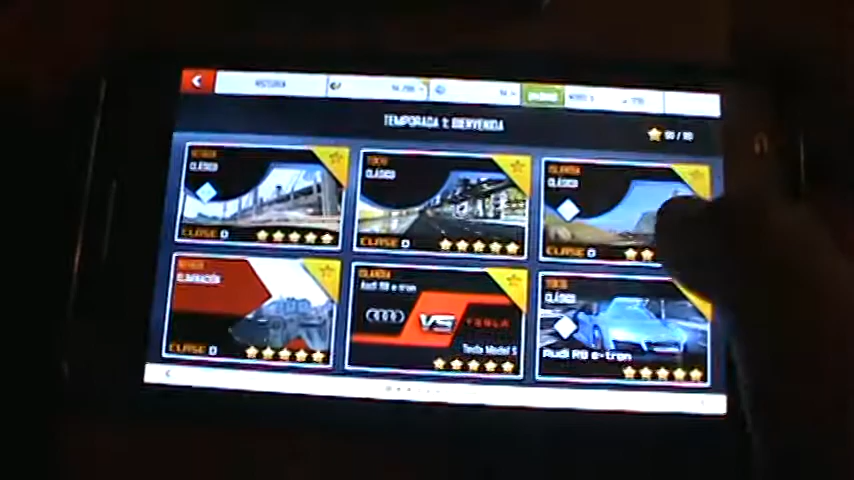 TEMPORADA 1: BIENVENIDA
CLÁSICO
CLASE D
TOKIO
CLÁSICO
CLASE D
ISLANDIA
CLÁSICO
CLASE D
ELIMINACIÓN
CLASE D
ISLANDIA
Audi R8 e-tron
VS
TESLA
Tesla Model S
TOKIO
CLÁSICO
Audi R8 e-tron